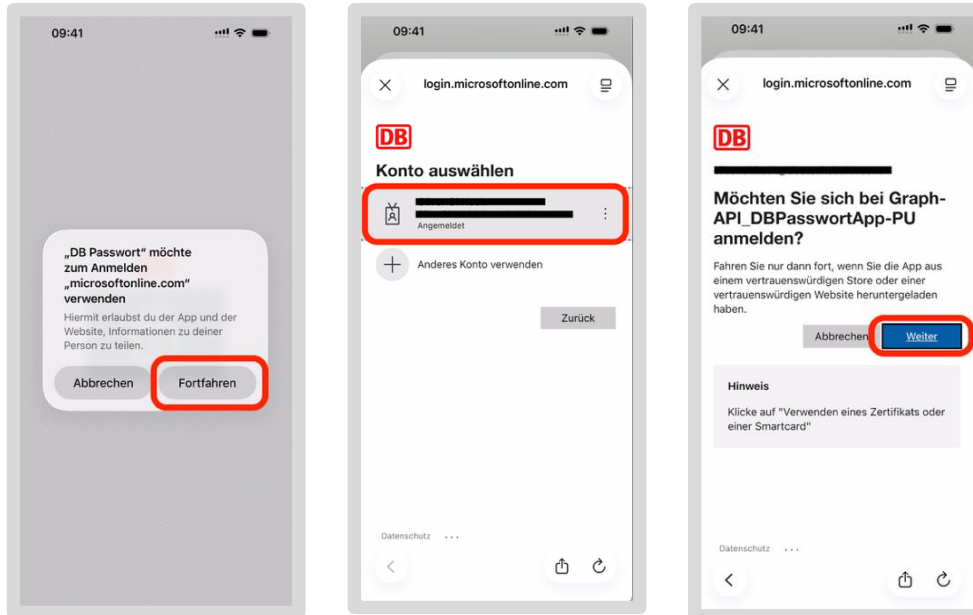 09:41
„DB Passwort“ möchte
zum Anmelden
„microsoftonline.com“
verwenden
Hiermit erlaubst du der App und der
Website, Informationen zu deiner
Person zu teilen.
Abbrechen
Fortfahren
09:41
login.microsoftonline.com
DB
Konto auswählen
Angemeldet
Anderes Konto verwenden
Zurück
Datenschutz ...
09:41
login.microsoftonline.com
DB
Möchten Sie sich bei Graph-
API_DBPasswortApp-PU
anmelden?
Fahren Sie nur dann fort, wenn Sie die App aus
einem vertrauenswürdigen Store oder einer
vertrauenswürdigen Website heruntergeladen
haben.
Abbrechen
Weiter
Hinweis
Klicke auf "Verwenden eines Zertifikats oder
einer Smartcard"
Datenschutz ...